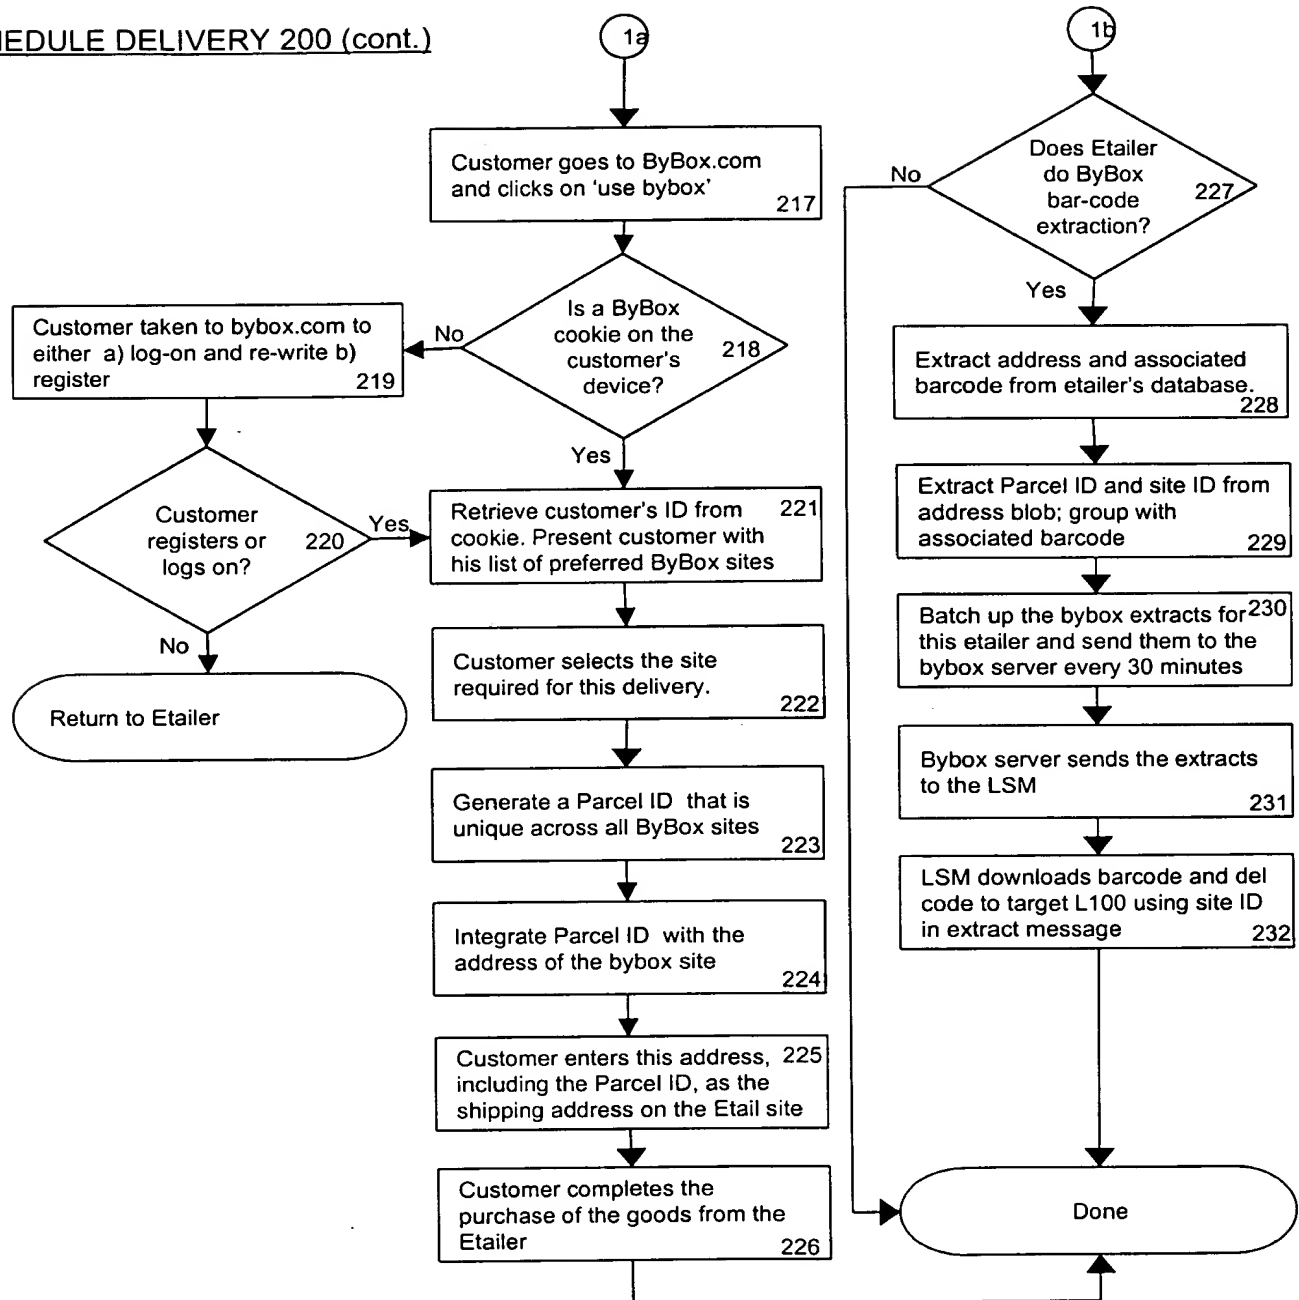 EDULE DELIVERY 200 (cont.)
1a
Customer goes to ByBox.com
and clicks on 'use bybox'
217
Is a ByBox
cookie on the
customer's
device?
218
No
Yes
Customer taken to bybox.com to
either a) log-on and re-write b)
register
219
Customer
registers or
logs on?
220
Yes
No
Return to Etailer
Retrieve customer's ID from
cookie. Present customer with
his list of preferred ByBox sites
221
Customer selects the site
required for this delivery.
222
Generate a Parcel ID that is
unique across all ByBox sites
223
Integrate Parcel ID with the
address of the bybox site
224
Customer enters this address,
including the Parcel ID, as the
shipping address on the Etail site
225
Customer completes the
purchase of the goods from the
Etailer
226
1b
Does Etailer
do ByBox
bar-code
extraction?
227
No
Yes
Extract address and associated
barcode from etailer's database.
228
Extract Parcel ID and site ID from
address blob; group with
associated barcode
229
Batch up the bybox extracts for
this etailer and send them to the
bybox server every 30 minutes
230
Bybox server sends the extracts
to the LSM
231
LSM downloads barcode and del
code to target L100 using site ID
in extract message
232
Done